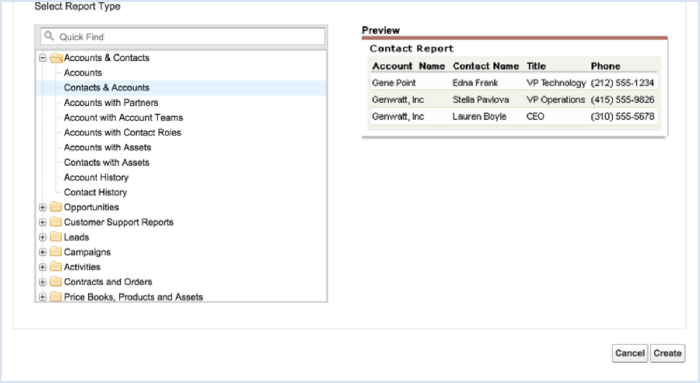 Select Report Type
Quick Find
Accounts & Contacts
Accounts
Contacts & Accounts
Accounts with Partners
Account with Account Teams
Accounts with Contact Roles
Accounts with Assets
Contacts with Assets
Account History
Contact History
Opportunities
Customer Support Reports
Leads
Campaigns
Activities
Contracts and Orders
Price Books, Products and Assets
Preview
Contact Report
Account Name Contact Name Title Phone
Gene Point Edna Frank VP Technology (212) 555-1234
Genwatt, Inc Stella Pavlova VP Operations (415) 555-9826
Genwatt, Inc Lauren Boyle CEO (310) 555-5678
Cancel Create